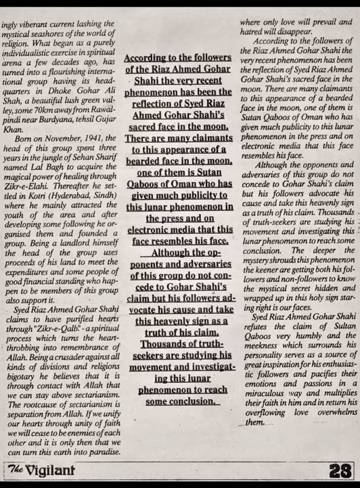 ingly vibrant current lashing the
mystical seashores of the world of
religion. What began as a purely
individualistic exercise in spiritual
arena a few decades ago, has
turned into a flourishing interna-
tional group having its head-
quarters in Dhoke Gohar Ali
Shah, a beautiful lush green val-
ley, some 70km away from Rawal-
pindi near Burdyana, tehsil Gujar
Khan.
Born on November, 1941, the
head of this group spent three
years in the jungle of Sehan Sharif
named Lal Bagh to acquire the
magical power of healing through
Zikr-e-Elahi. Thereafter he set-
tled in Kotri (Hyderabad, Sindh)
where he mainly attracted the
youth of the area and after
developing some following he or-
ganised them and founded a
group. Being a landlord himself
the head of the group uses
proceeds of his land to meet the
expenditures and some people of
good financial standing who hap-
pen to be members of this group
also support it.
Syed Riaz Ahmed Gohar Shahi
claims to have purified hearts
through "Zikr-e-Qalb" - a spiritual
process which turns the heart-
throbbing into remembrance of
Allah. Being a crusader against all
kinds of divisions and religious
bigotary he believes that it is
through contact with Allah that
we can stay above sectarianism.
The rootcause of sectarianism is
separation from Allah. If we unify
our hearts through unity of faith
we will cease to be enemies of each
other and it is only then that we
can turn this earth into paradise.
According to the followers
of the Riaz Ahmed Gohar
Shahi the very recent
phenomenon has been the
reflection of Syed Riaz
Ahmed Gohar Shahi's
sacred face in the moon.
There are many claimants
to this appearance of a
bearded face in the moon,
one of them is Sutan
Qaboos of Oman who has
given much publicity to
this lunar phenomenon in
the press and on
electronic media that this
face resembles his face.
Although the op-
ponents and adversaries
of this group do not con-
cede to Gohar Shahi's
claim but his followers ad-
vocate his cause and take
this heavenly sign as a
truth of his claim.
Thousands of truth-
seekers are studying his
movement and investigat-
ing this lunar
phenomenon to reach
some conclusion.
where only love will prevail and
hatred will disappear.
According to the followers of
the Riaz Ahmed Gohar Shahi the
very recent phenomenon has been
the reflection of Syed Riaz Ahmed
Gohar Shahi's sacred face in the
moon. There are many claimants
to this appearance of a bearded
face in the moon, one of them is
Sutan Qaboos of Oman who has
given much publicity to this lunar
phenomenon in the press and on
electronic media that this face
resembles his face.
Although the opponents and
adversaries of this group do not
concede to Gohar Shahi's claim
but his followers advocate his
cause and take this heavenly sign
as a truth of his claim. Thousands
of truth-seekers are studying his
movement and investigating this
lunar phenomenon to reach some
conclusion. The deeper the
mystery shrouds this phenomenon
the keener are getting both his fol-
lowers and non-followers to know
the mystical secret hidden and
wrapped up in this holy sign star-
ing right is our faces.
Syed Riaz Ahmed Gohar Shahi
refutes the claim of Sultan
Qaboos very humbly and the
meekness which surrounds his
personality serves as a source of
great inspiration for his enthusias-
tic followers and pacifies their
emotions and passions in a
miraculous way and multiplies
their faith in him and in return his
overflowing love overwhelms
them.
The Vigilant
23